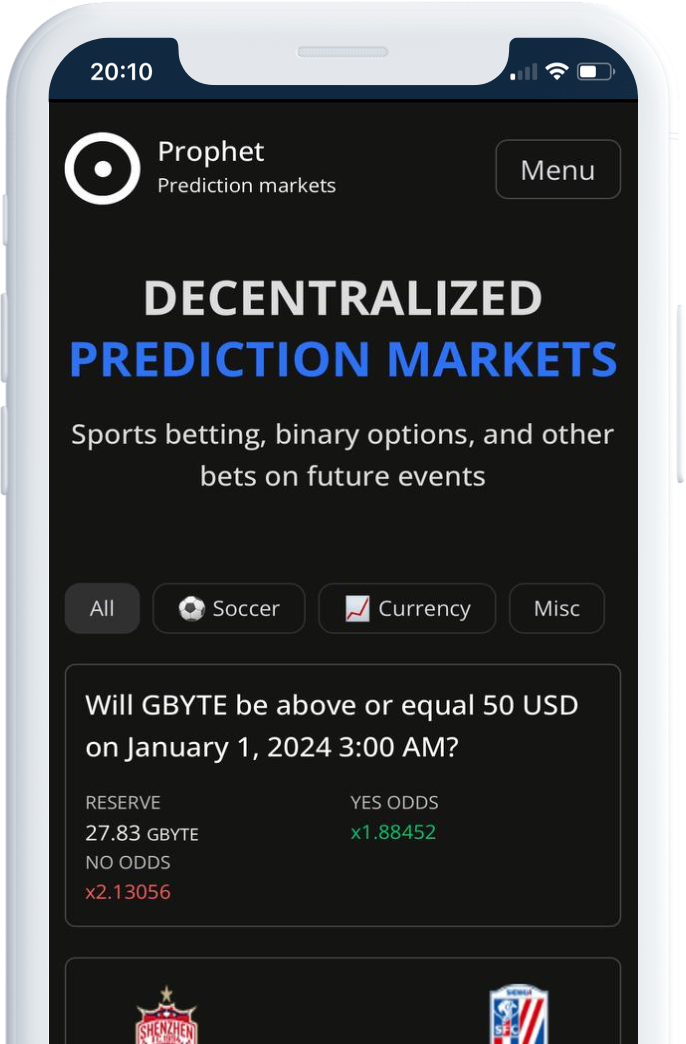 20:10
Prophet
Prediction markets
Menu
DECENTRALIZED
PREDICTION MARKETS
Sports betting, binary options, and other
bets on future events
All
Soccer
Currency
Misc
Will GBYTE be above or equal 50 USD
on January 1, 2024 3:00 AM?
RESERVE
27.83 GBYTE
YES ODDS
x1.88452
NO ODDS
x2.13056
SHENZHEN
SHENHUA
SFC